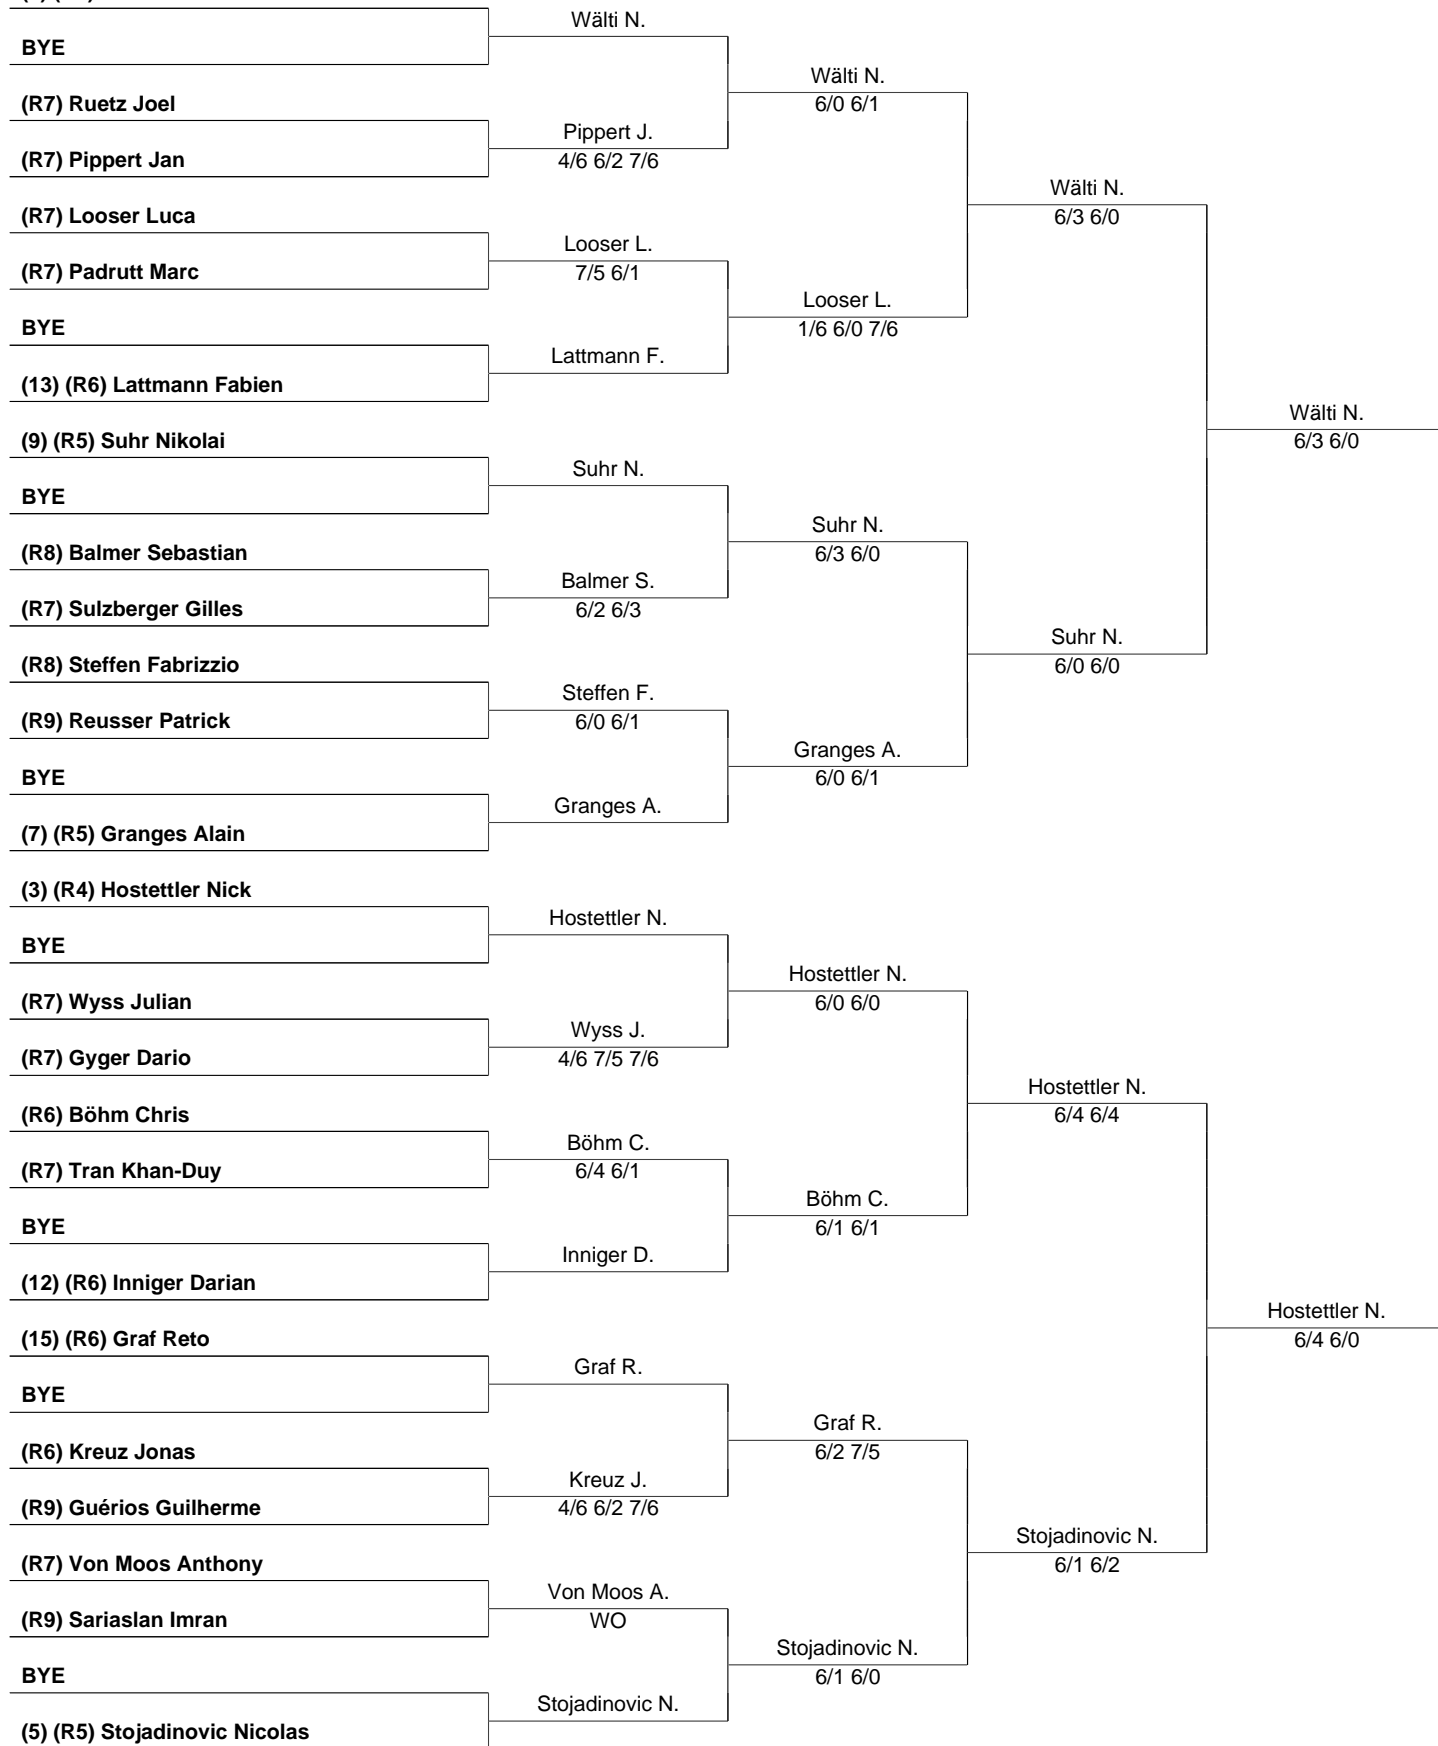 BYE
(R7) Ruetz Joel
(R7) Pippert Jan
(R7) Looser Luca
(R7) Padrutt Marc
BYE
(13) (R6) Lattmann Fabien
(9) (R5) Suhr Nikolai
BYE
(R8) Balmer Sebastian
(R7) Sulzberger Gilles
(R8) Steffen Fabrizzio
(R9) Reusser Patrick
BYE
(7) (R5) Granges Alain
(3) (R4) Hostettler Nick
BYE
(R7) Wyss Julian
(R7) Gyger Dario
(R6) Böhm Chris
(R7) Tran Khan-Duy
BYE
(12) (R6) Inniger Darian
(15) (R6) Graf Reto
BYE
(R6) Kreuz Jonas
(R9) Guérios Guilherme
(R7) Von Moos Anthony
(R9) Sariaslan Imran
BYE
(5) (R5) Stojadinovic Nicolas
Wälti N.
Pippert J.
4/6 6/2 7/6
Looser L.
7/5 6/1
Lattmann F.
Suhr N.
Balmer S.
6/2 6/3
Steffen F.
6/0 6/1
Granges A.
Hostettler N.
Wyss J.
4/6 7/5 7/6
Böhm C.
6/4 6/1
Inniger D.
Graf R.
Kreuz J.
4/6 6/2 7/6
Von Moos A.
WO
Stojadinovic N.
Wälti N.
6/0 6/1
Looser L.
1/6 6/0 7/6
Suhr N.
6/3 6/0
Granges A.
6/0 6/1
Hostettler N.
6/0 6/0
Böhm C.
6/1 6/1
Graf R.
6/2 7/5
Stojadinovic N.
6/1 6/0
Wälti N.
6/3 6/0
Suhr N.
6/0 6/0
Hostettler N.
6/4 6/4
Stojadinovic N.
6/1 6/2
Wälti N.
6/3 6/0
Hostettler N.
6/4 6/0